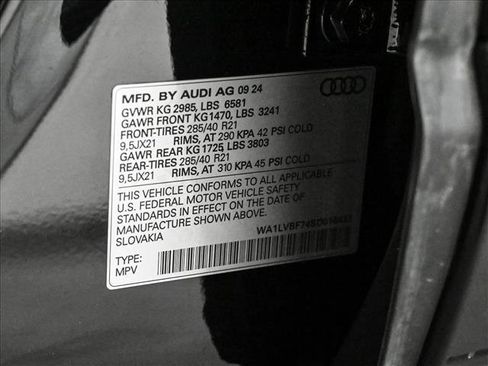 MFD. BY AUDI AG 09 24
GVWR KG 2985, LBS 6581
GAWR FRONT KG1470, LBS 3241
FRONT-TIRES 285/40 R21
9,5JX21 RIMS, AT 290 KPA 42 PSI COLD
GAWR REAR KG 1725, LBS 3803
REAR-TIRES 285/40 R21
9,5JX21 RIMS, AT 310 KPA 45 PSI COLD
THIS VEHICLE CONFORMS TO ALL APPLICABLE
U.S. FEDERAL MOTOR VEHICLE SAFETY
BUMPER STANDARDS IN EFFECT ON THE DATE OF
MANUFACTURE SHOWN ABOVE.
SLOVAKIA
TYPE:
MPV